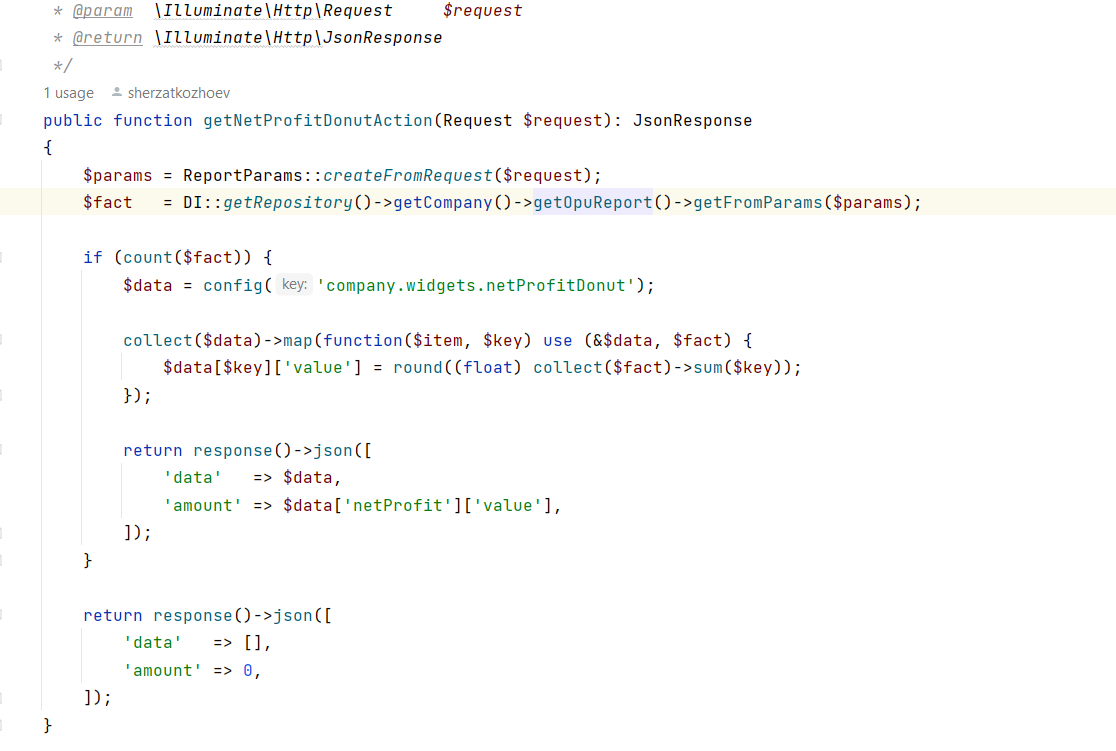 * @param  \Illuminate\Http\Request     $request
* @return \Illuminate\Http\JsonResponse
*/
1 usage  sherzatkozhoev
public function getNetProfitDonutAction(Request $request): JsonResponse
{
    $params = ReportParams::createFromRequest($request);
    $fact   = DI::getRepository()->getCompany()->getOpuReport()->getFromParams($params);
    if (count($fact)) {
        $data = config( key: 'company.widgets.netProfitDonut');
        collect($data)->map(function($item, $key) use (&$data, $fact) {
            $data[$key]['value'] = round((float) collect($fact)->sum($key));
        });
        return response()->json([
            'data'   => $data,
            'amount' => $data['netProfit']['value'],
        ]);
    }
    return response()->json([
        'data'   => [],
        'amount' => 0,
    ]);
}